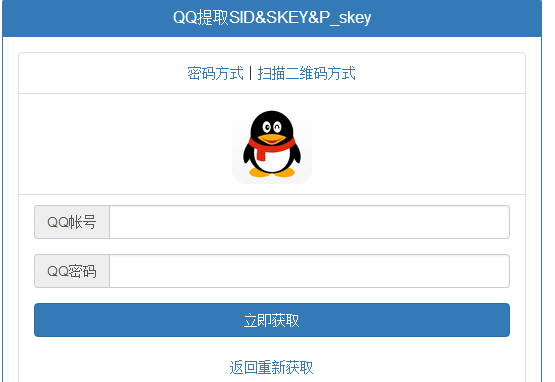 QQ提取SID&SKEY&P_skey
密码方式 | 扫描二维码方式
QQ帐号
QQ密码
立即获取
返回重新获取